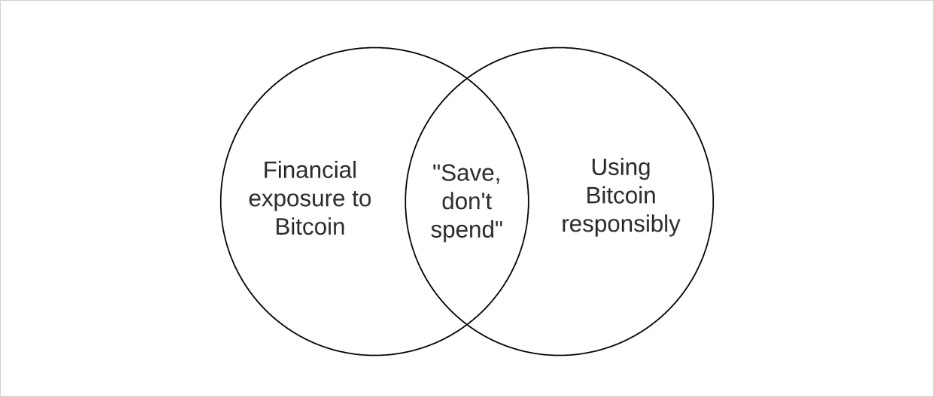 Financial
exposure to
Bitcoin
"Save,
don't
spend"
Using
Bitcoin
responsibly